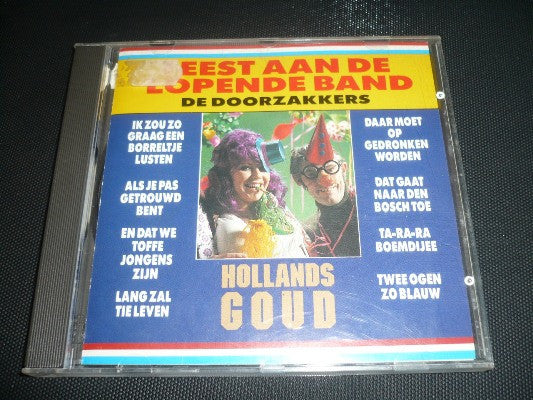 EEST AAN DE
LOPENDE BAND
DE DOORZAKKERS
IK ZOU ZO
GRAAG EEN
BORRELTJE
LUSTEN
ALS JE PAS
GETROUWD
BENT
EN DAT WE
TOFFE
JONGENS
ZIJN
LANG ZAL
TIE LEVEN
DAAR MOET
OP
GEDRONKEN
WORDEN
DAT GAAT
NAAR DEN
BOSCH TOE
TA-RA-RA
BOEMDIJEE
TWEE OGEN
ZO BLAUW
HOLLANDS
GOUD